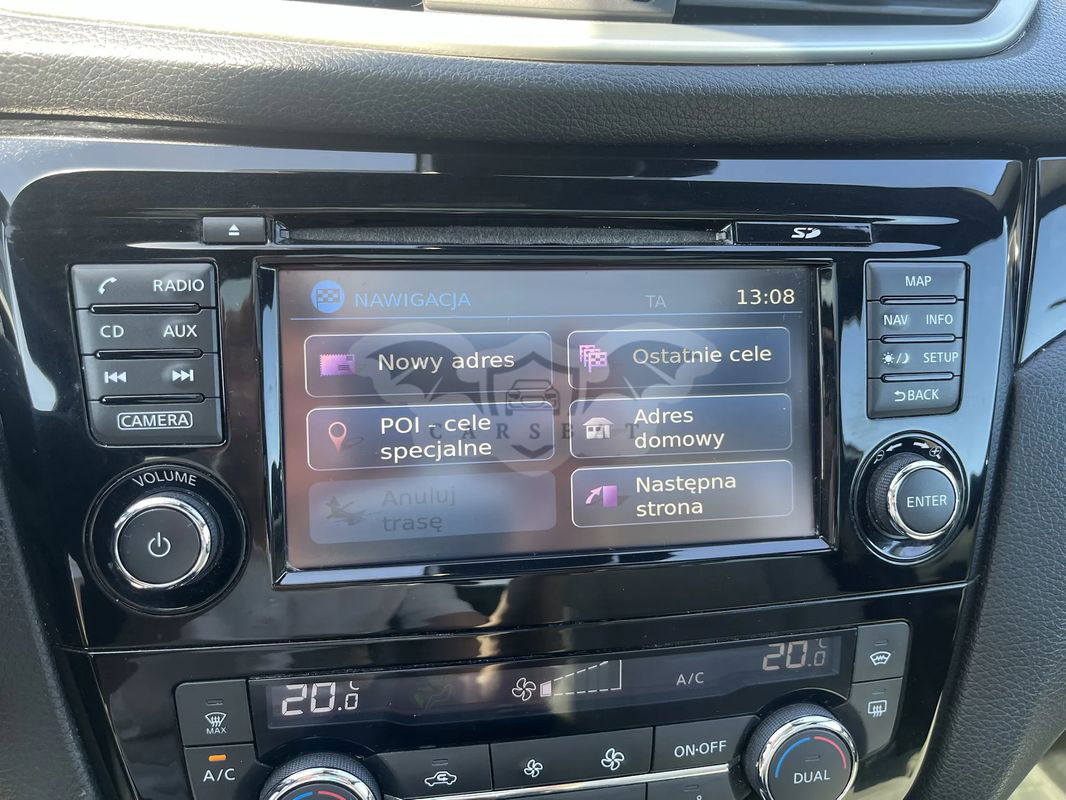 SD
RADIO
CD AUX
CAMERA
VOLUME
NAWIGACJA TA 13:08
Nowy adres
Ostatnie cele
POI - cele
specjalne
Adres
domowy
Anuluj
trasę
Następna
strona
CARSEAT
MAP
NAV INFO
SETUP
BACK
ENTER
20.0 °C
A/C
20.0 °C
MAX
A/C
ON·OFF
DUAL